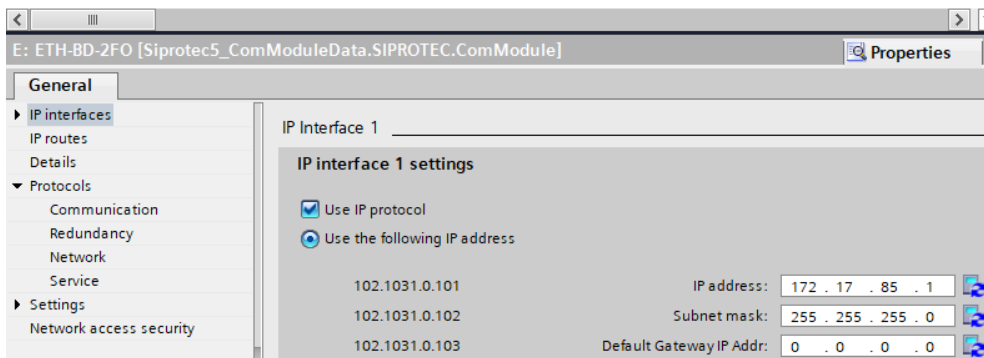 E: ETH-BD-2FO [Siprotec5_ComModuleData.SIPROTEC.ComModule]
Properties
General
IP interfaces
IP routes
Details
Protocols
Communication
Redundancy
Network
Service
Settings
Network access security
IP Interface 1
IP interface 1 settings
Use IP protocol
Use the following IP address
102.1031.0.101 IP address: 172 . 17 . 85 . 1
102.1031.0.102 Subnet mask: 255 . 255 . 255 . 0
102.1031.0.103 Default Gateway IP Addr: 0 . 0 . 0 . 0